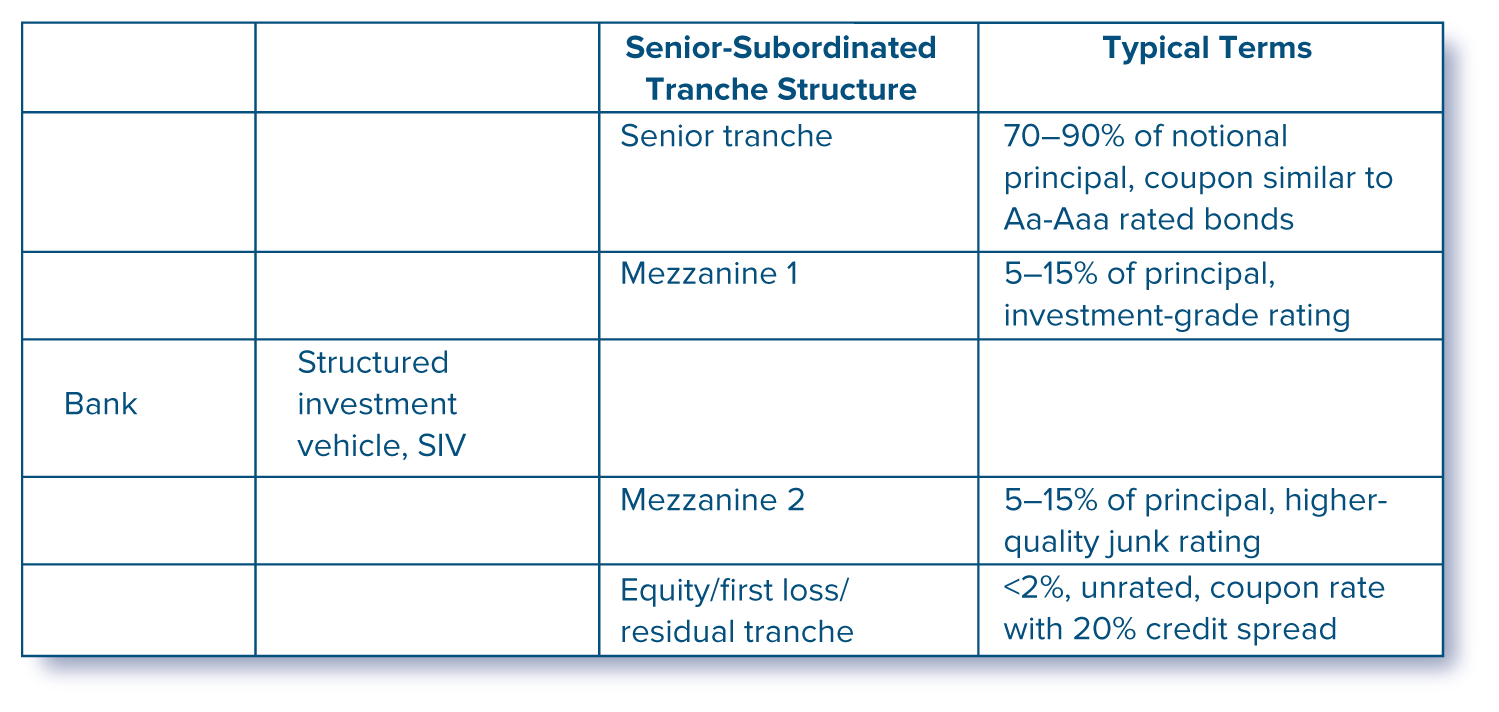 Senior-Subordinated
Tranche Structure
Typical Terms
Senior tranche
70–90% of notional
principal, coupon similar to
Aa-Aaa rated bonds
Mezzanine 1
5–15% of principal,
investment-grade rating
Bank
Structured
investment
vehicle, SIV
Mezzanine 2
5–15% of principal, higher-
quality junk rating
Equity/first loss/
residual tranche
<2%, unrated, coupon rate
with 20% credit spread